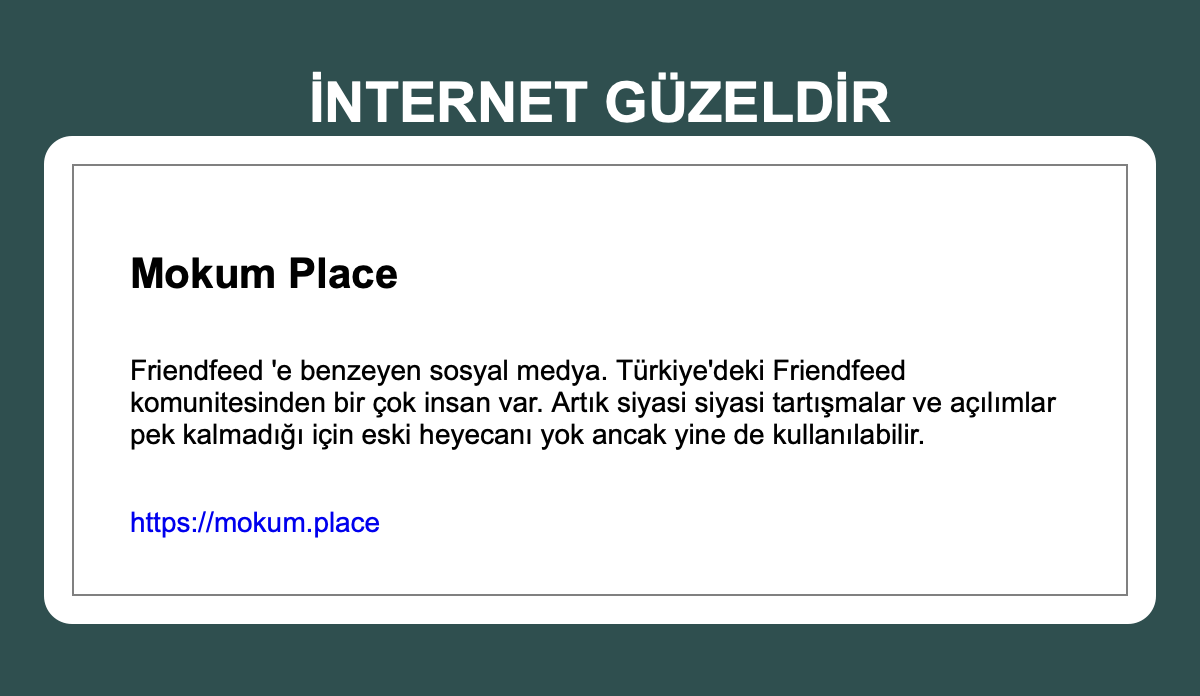 İNTERNET GÜZELDİR
Mokum Place
Friendfeed 'e benzeyen sosyal medya. Türkiye'deki Friendfeed
komunitesinden bir çok insan var. Artık siyasi siyasi tartışmalar ve açılımlar
pek kalmadığı için eski heyecanı yok ancak yine de kullanılabilir.
https://mokum.place